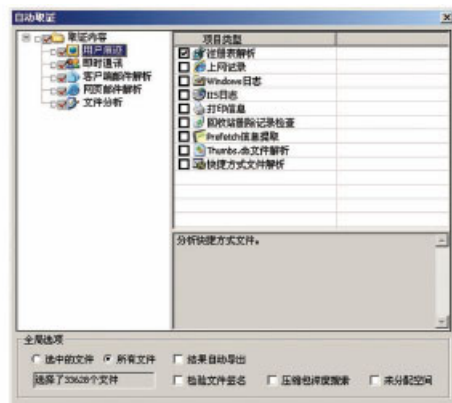 自动取证
取证内容
用户痕迹
即时通讯
客户端邮件解析
网页邮件解析
文件分析
项目类型
注册表解析
上网记录
Windows日志
IIS日志
打印信息
回收站删除记录检查
Prefetch信息提取
Thumbs.db文件解析
快捷方式文件解析
分析快捷方式文件。
全局选项
选中的文件 所有文件 结果自动导出
选择了33628个文件 检验文件签名 压缩包深度搜索 未分配空间